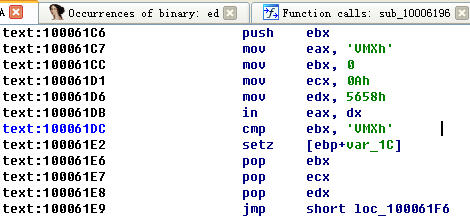 A Occurrences of binary: ed Function calls: sub_10006196
text:100061C6 push ebx
text:100061C7 mov eax, 'VMXh'
text:100061CC mov ebx, 0
text:100061D1 mov ecx, 0Ah
text:100061D6 mov edx, 5658h
text:100061DB in eax, dx
text:100061DC cmp ebx, 'VMXh'
text:100061E2 setz [ebp+var_1C]
text:100061E6 pop ebx
text:100061E7 pop ecx
text:100061E8 pop edx
text:100061E9 jmp short loc_100061F6